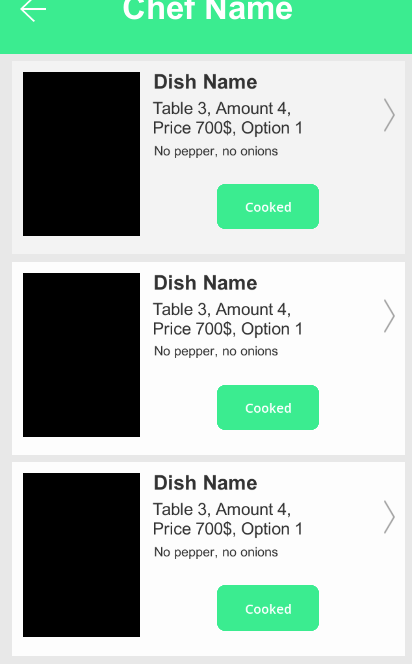 Chef Name
Dish Name
Table 3, Amount 4,
Price 700$, Option 1
No pepper, no onions
Cooked
Dish Name
Table 3, Amount 4,
Price 700$, Option 1
No pepper, no onions
Cooked
Dish Name
Table 3, Amount 4,
Price 700$, Option 1
No pepper, no onions
Cooked